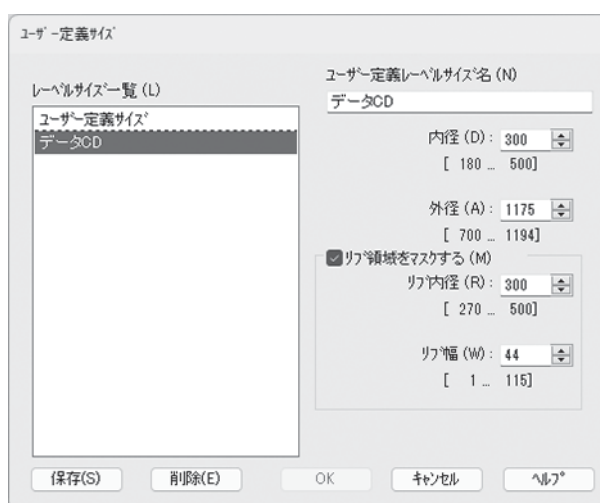 ユーザー定義サイズ
レーベルサイズ一覧 (L)
ユーザー定義サイズ
データCD
ユーザー定義レーベルサイズ名 (N)
データCD
内径 (D) : 300
[ 180 ... 500]
外径 (A) : 1175
[ 700 ... 1194]
リブ領域をマスクする (M)
リブ内径 (R) : 300
[ 270 ... 500]
リブ幅 (W) : 44
[ 1 ... 115]
保存(S) 削除(E) OK キャンセル ヘルプ